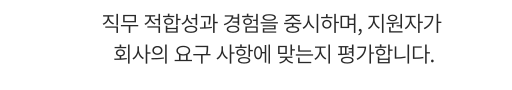 직무 적합성과 경험을 중시하며, 지원자가
회사의 요구 사항에 맞는지 평가합니다.